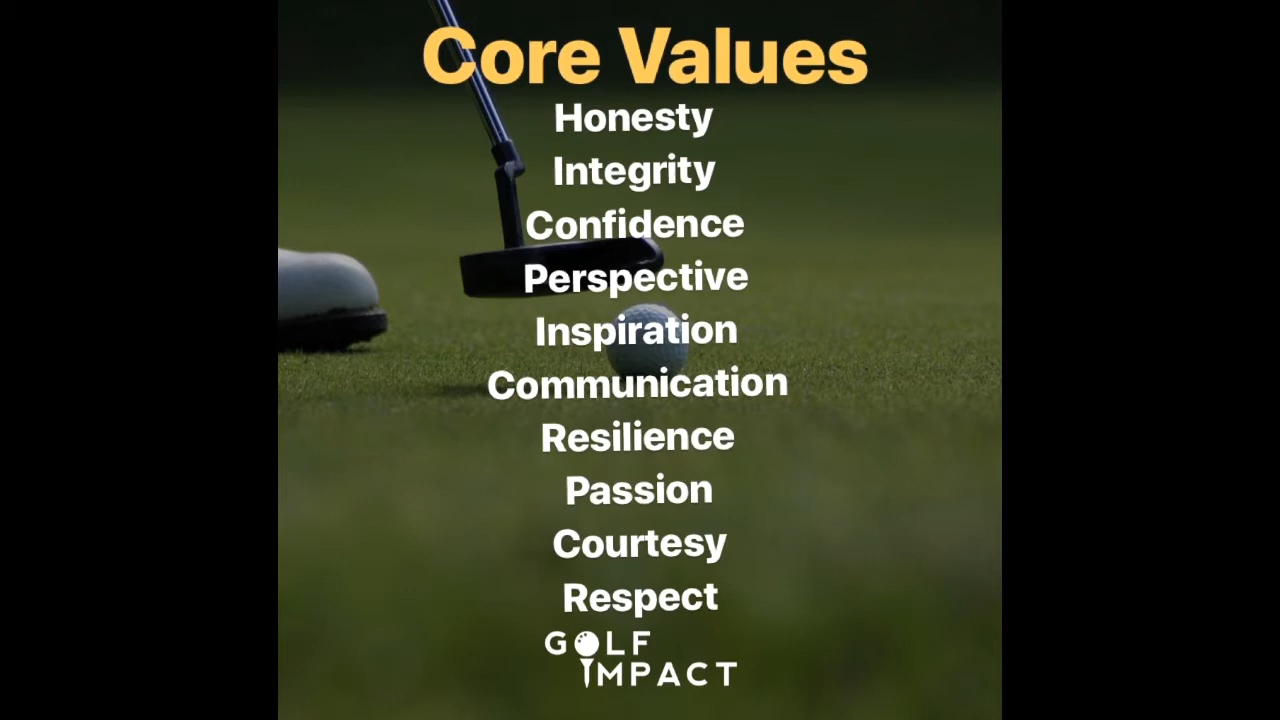 Core Values
Honesty
Integrity
Confidence
Perspective
Inspiration
Communication
Resilience
Passion
Courtesy
Respect
GOLF
IMPACT